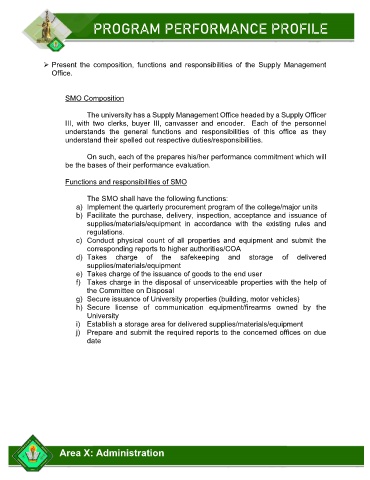 PROGRAM PERFORMANCE PROFILE
➢ Present the composition, functions and responsibilities of the Supply Management
Office.
SMO Composition
The university has a Supply Management Office headed by a Supply Officer
III, with two clerks, buyer III, canvasser and encoder. Each of the personnel
understands the general functions and responsibilities of this office as they
understand their spelled out respective duties/responsibilities.
On such, each of the prepares his/her performance commitment which will
be the bases of their performance evaluation.
Functions and responsibilities of SMO
The SMO shall have the following functions:
a) Implement the quarterly procurement program of the college/major units
b) Facilitate the purchase, delivery, inspection, acceptance and issuance of
supplies/materials/equipment in accordance with the existing rules and
regulations.
c) Conduct physical count of all properties and equipment and submit the
corresponding reports to higher authorities/COA
d) Takes charge of the safekeeping and storage of delivered
supplies/materials/equipment
e) Takes charge of the issuance of goods to the end user
f) Takes charge in the disposal of unserviceable properties with the help of
the Committee on Disposal
g) Secure issuance of University properties (building, motor vehicles)
h) Secure license of communication equipment/firearms owned by the
University
i) Establish a storage area for delivered supplies/materials/equipment
j) Prepare and submit the required reports to the concerned offices on due
date
Area X: Administration